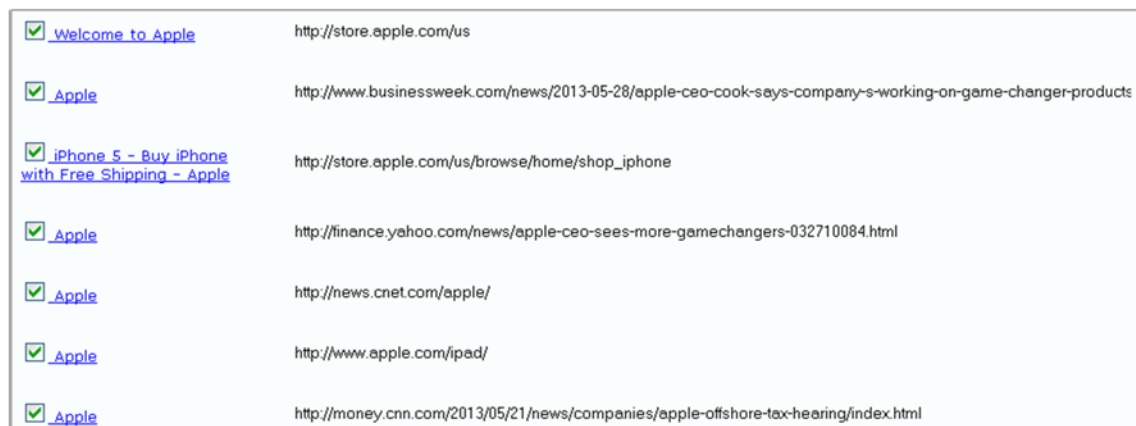 Welcome to Apple http://store.apple.com/us
Apple http://www.businessweek.com/news/2013-05-28/apple-ceo-cook-says-company-s-working-on-game-changer-products
iPhone 5 - Buy iPhone
with Free Shipping - Apple http://store.apple.com/us/browse/home/shop_iphone
Apple http://finance.yahoo.com/news/apple-ceo-sees-more-gamechangers-032710084.html
Apple http://news.cnet.com/apple/
Apple http://www.apple.com/ipad/
Apple http://money.cnn.com/2013/05/21/news/companies/apple-offshore-tax-hearing/index.html